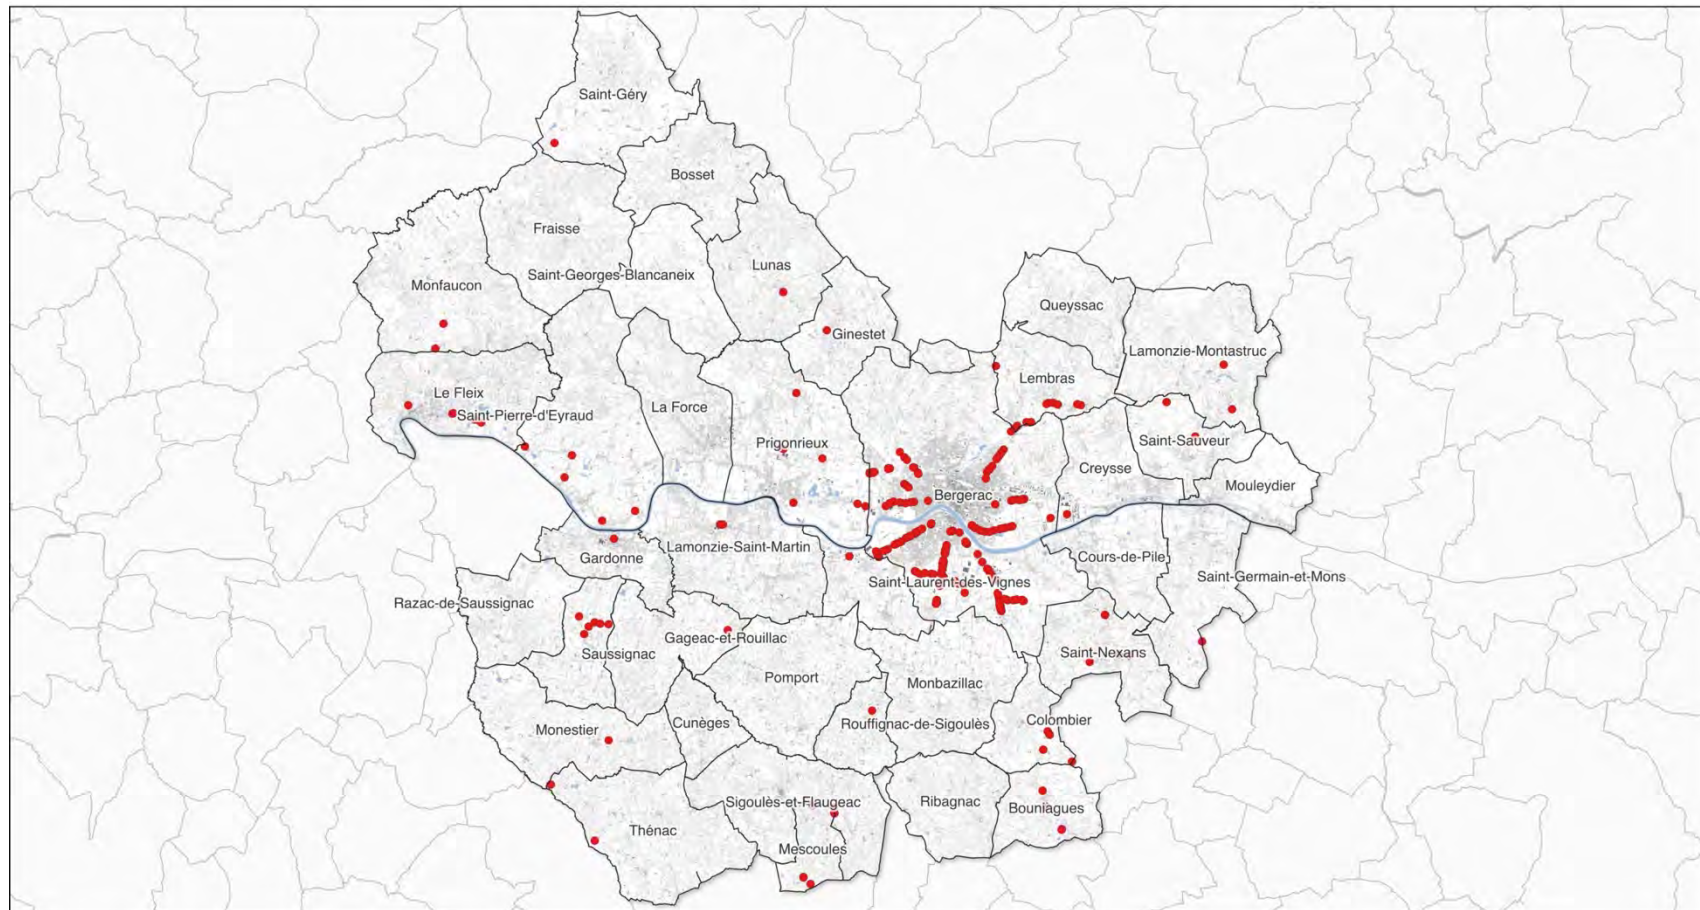 Saint-Géry
Bosset
Fraisse
Saint-Georges-Blancaneix
Lunas
Monfaucon
Queyssac
Ginestet
Lamonzie-Montastruc
Lembras
Le Fleix
Saint-Pierre-d'Eyraud
La Force
Prigonrieux
Saint-Sauveur
Creysse
Mouleydier
Bergerac
Gardonne
Lamonzie-Saint-Martin
Cours-de-Pile
Saint-Germain-et-Mons
Saint-Laurent-des-Vignes
Razac-de-Saussignac
Gageac-et-Rouillac
Saussignac
Saint-Nexans
Pomport
Monbazillac
Monestier
Cunèges
Rouffignac-de-Sigoulès
Colombier
Sigoulès-et-Flaugeac
Ribagnac
Bouniagues
Thénac
Mescoules